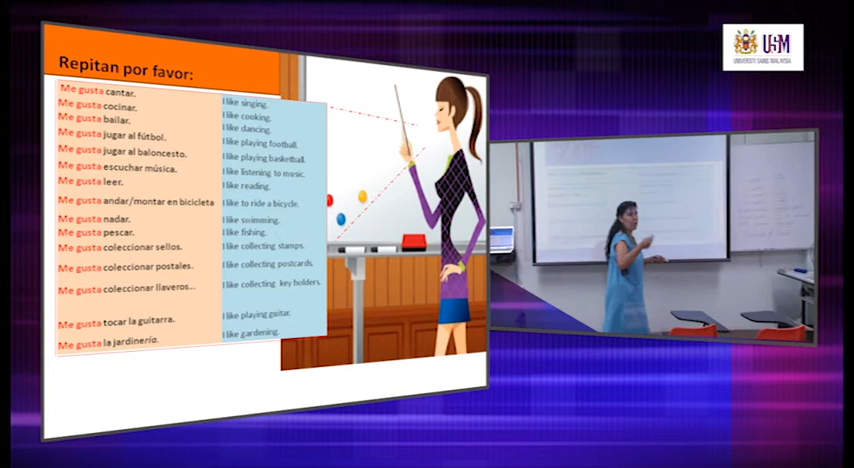 Repitan por favor:
Me gusta cantar. I like singing.
Me gusta cocinar. I like cooking.
Me gusta bailar. I like dancing.
Me gusta jugar al fútbol. I like playing football.
Me gusta jugar al baloncesto. I like playing basketball.
Me gusta escuchar música. I like listening to music.
Me gusta leer. I like reading.
Me gusta andar/montar en bicicleta I like to ride a bicycle.
Me gusta nadar. I like swimming.
Me gusta pescar. I like fishing.
Me gusta coleccionar sellos. I like collecting stamps.
Me gusta coleccionar postales. I like collecting postcards.
Me gusta coleccionar llaveros... I like collecting key holders.
Me gusta tocar la guitarra. I like playing guitar.
Me gusta la jardinería. I like gardening.
USM
UNIVERSITI SAINS MALAYSIA